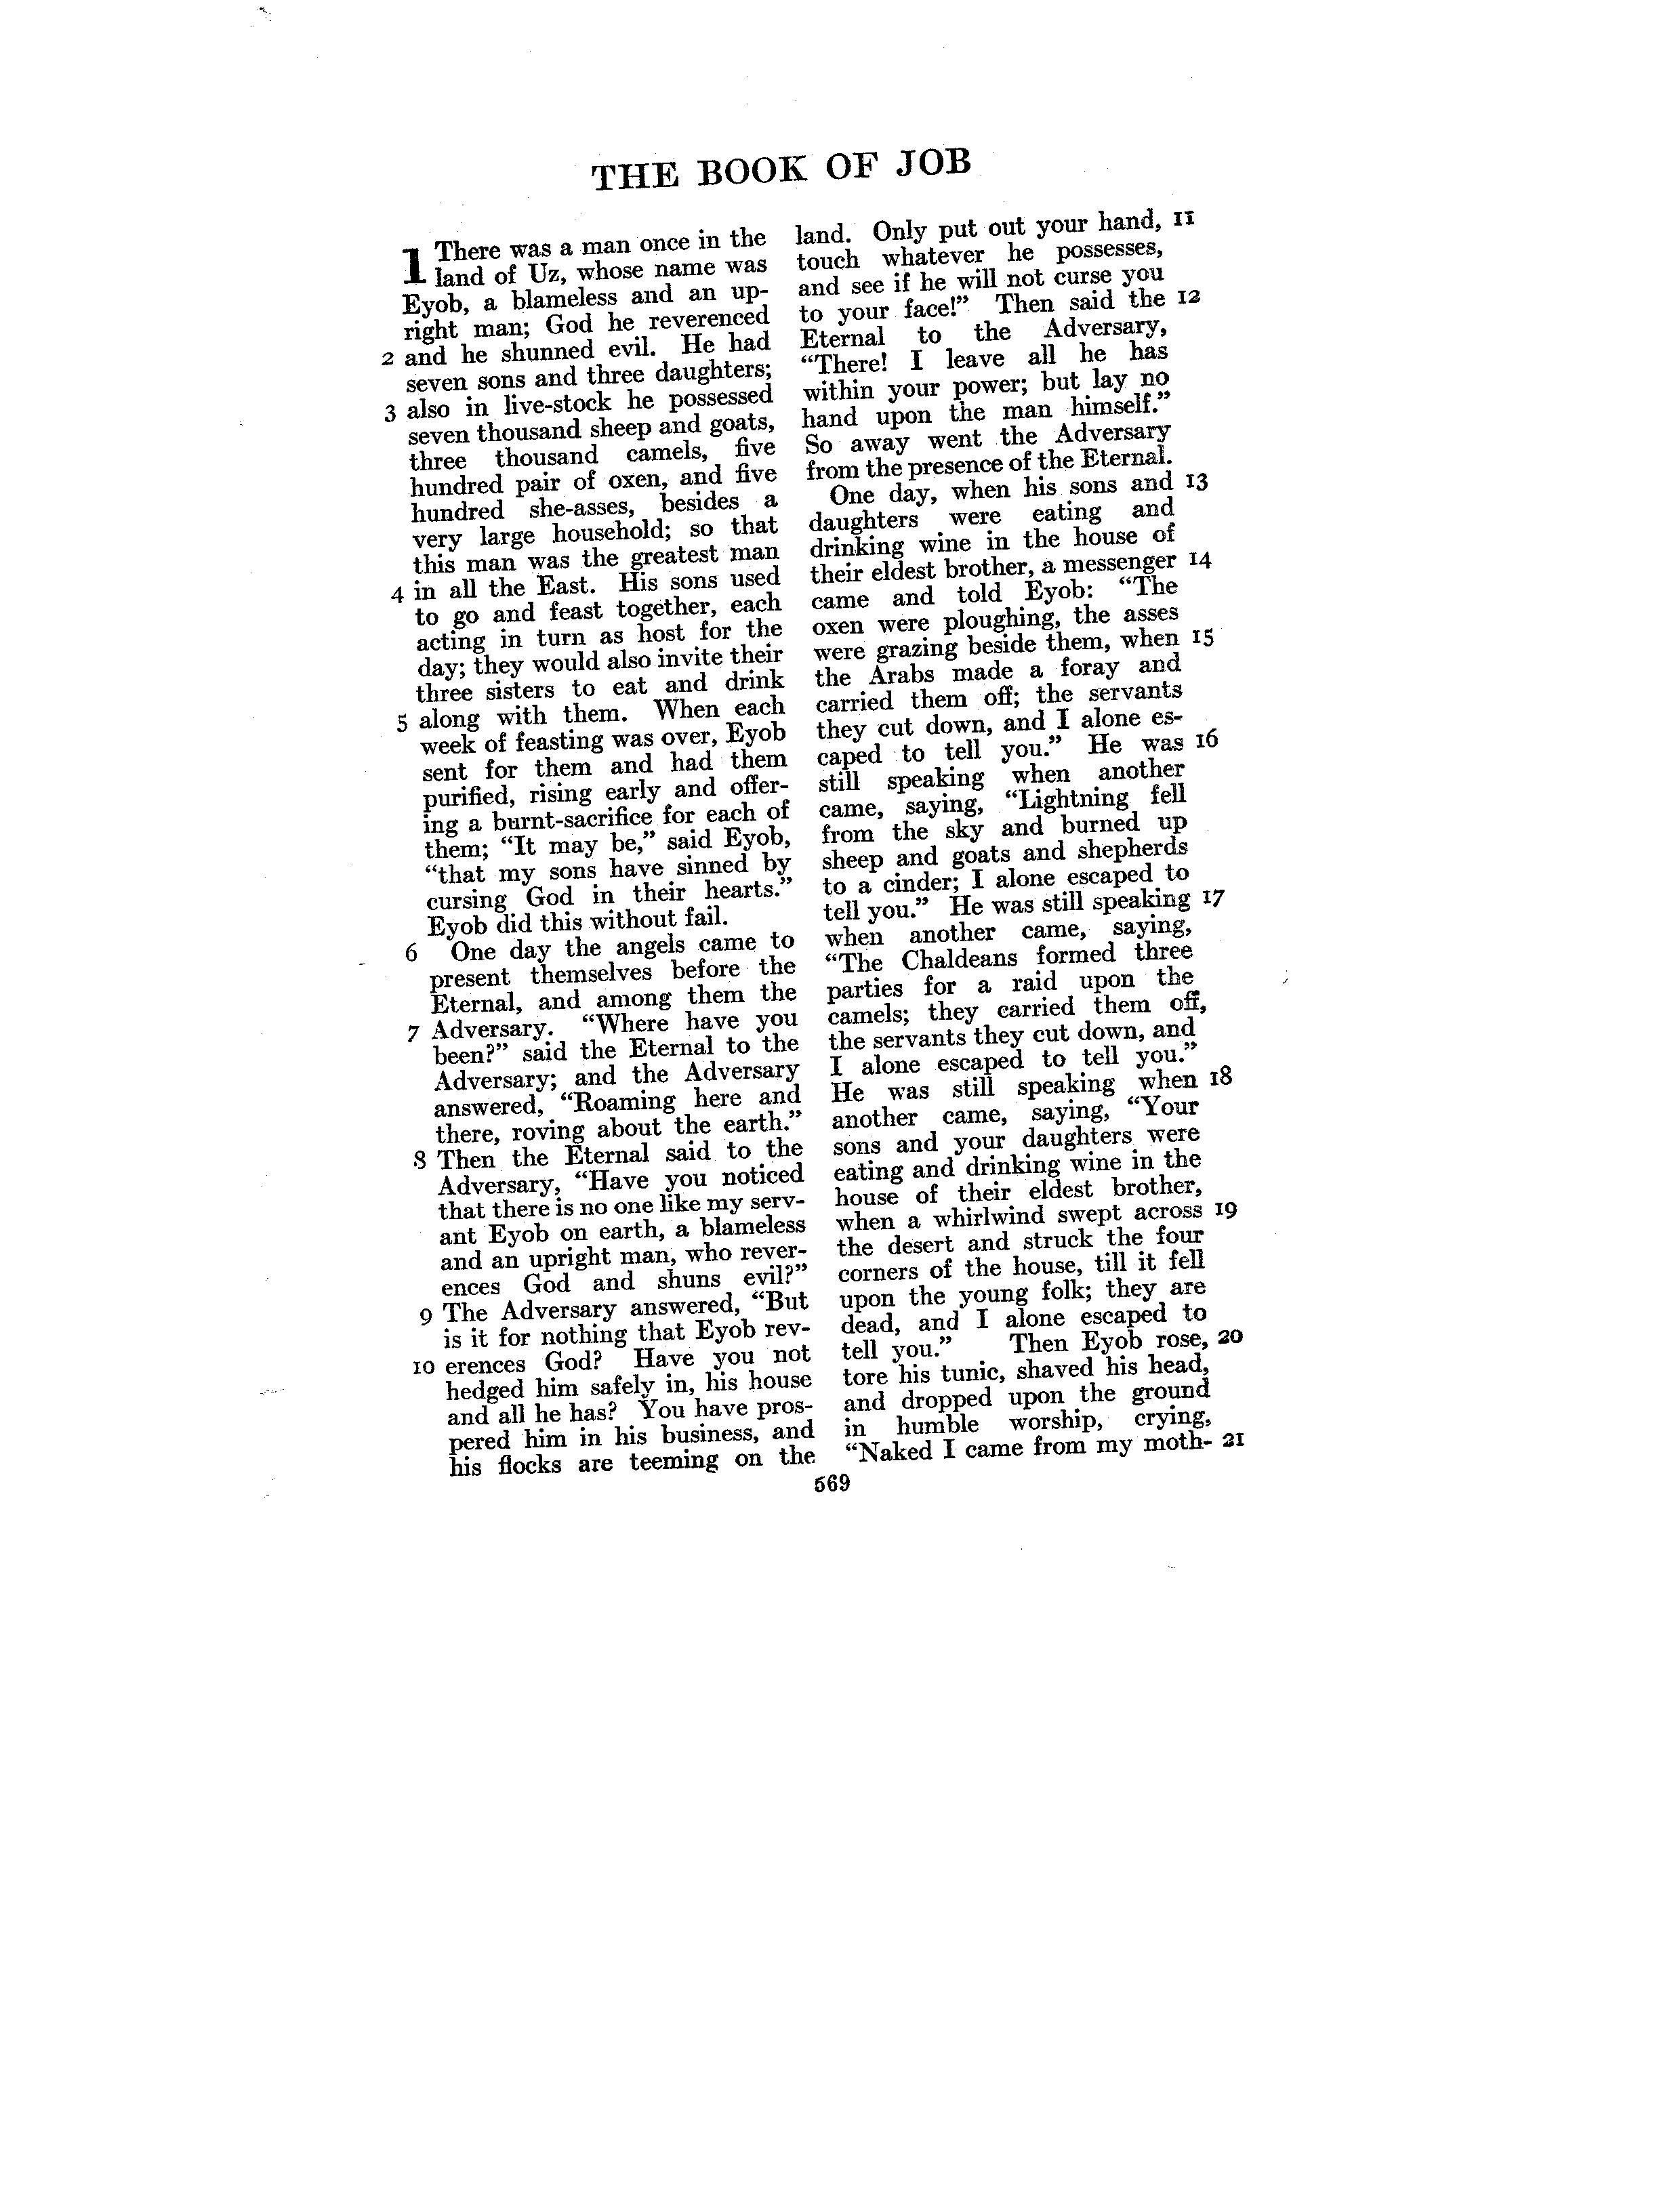 THE BOOK OF JOB
1 There was a man once in the
land of Uz, whose name was
Eyob, a blameless and an up-
right man; God he reverenced
2 and he shunned evil. He had
seven sons and three daughters;
3 also in live-stock he possessed
seven thousand sheep and goats,
three thousand camels, five
hundred pair of oxen, and five
hundred she-asses, besides a
very large household; so that
this man was the greatest man
4 in all the East. His sons used
to go and feast together, each
acting in turn as host for the
day; they would also invite their
three sisters to eat and drink
5 along with them. When each
week of feasting was over, Eyob
sent for them and had them
purified, rising early and offer-
ing a burnt-sacrifice for each of
them; “It may be,” said Eyob,
“that my sons have sinned by
cursing God in their hearts.”
Eyob did this without fail.
6 One day the angels came to
present themselves before the
Eternal, and among them the
7 Adversary. “Where have you
been?” said the Eternal to the
Adversary; and the Adversary
answered, “Roaming here and
there, roving about the earth.”
8 Then the Eternal said to the
Adversary, “Have you noticed
that there is no one like my serv-
ant Eyob on earth, a blameless
and an upright man, who rever-
ences God and shuns evil?”
9 The Adversary answered, “But
is it for nothing that Eyob rev-
10 erences God? Have you not
hedged him safely in, his house
and all he has? You have pros-
pered him in his business, and
his flocks are teeming on the
land. Only put out your hand, 11
touch whatever he possesses,
and see if he will not curse you
to your face!” Then said the 12
Eternal to the Adversary,
“There! I leave all he has
within your power; but lay no
hand upon the man himself.”
So away went the Adversary
from the presence of the Eternal.
One day, when his sons and 13
daughters were eating and
drinking wine in the house of
their eldest brother, a messenger 14
came and told Eyob: “The
oxen were ploughing, the asses
were grazing beside them, when 15
the Arabs made a foray and
carried them off; the servants
they cut down, and I alone es-
caped to tell you.” He was 16
still speaking when another
came, saying, “Lightning fell
from the sky and burned up
sheep and goats and shepherds
to a cinder; I alone escaped to
tell you.” He was still speaking 17
when another came, saying,
“The Chaldeans formed three
parties for a raid upon the
camels; they carried them off,
the servants they cut down, and
I alone escaped to tell you.”
He was still speaking when 18
another came, saying, “Your
sons and your daughters were
eating and drinking wine in the
house of their eldest brother,
when a whirlwind swept across 19
the desert and struck the four
corners of the house, till it fell
upon the young folk; they are
dead, and I alone escaped to
tell you.” Then Eyob rose, 20
tore his tunic, shaved his head,
and dropped upon the ground
in humble worship, crying,
“Naked I came from my moth- 21
569